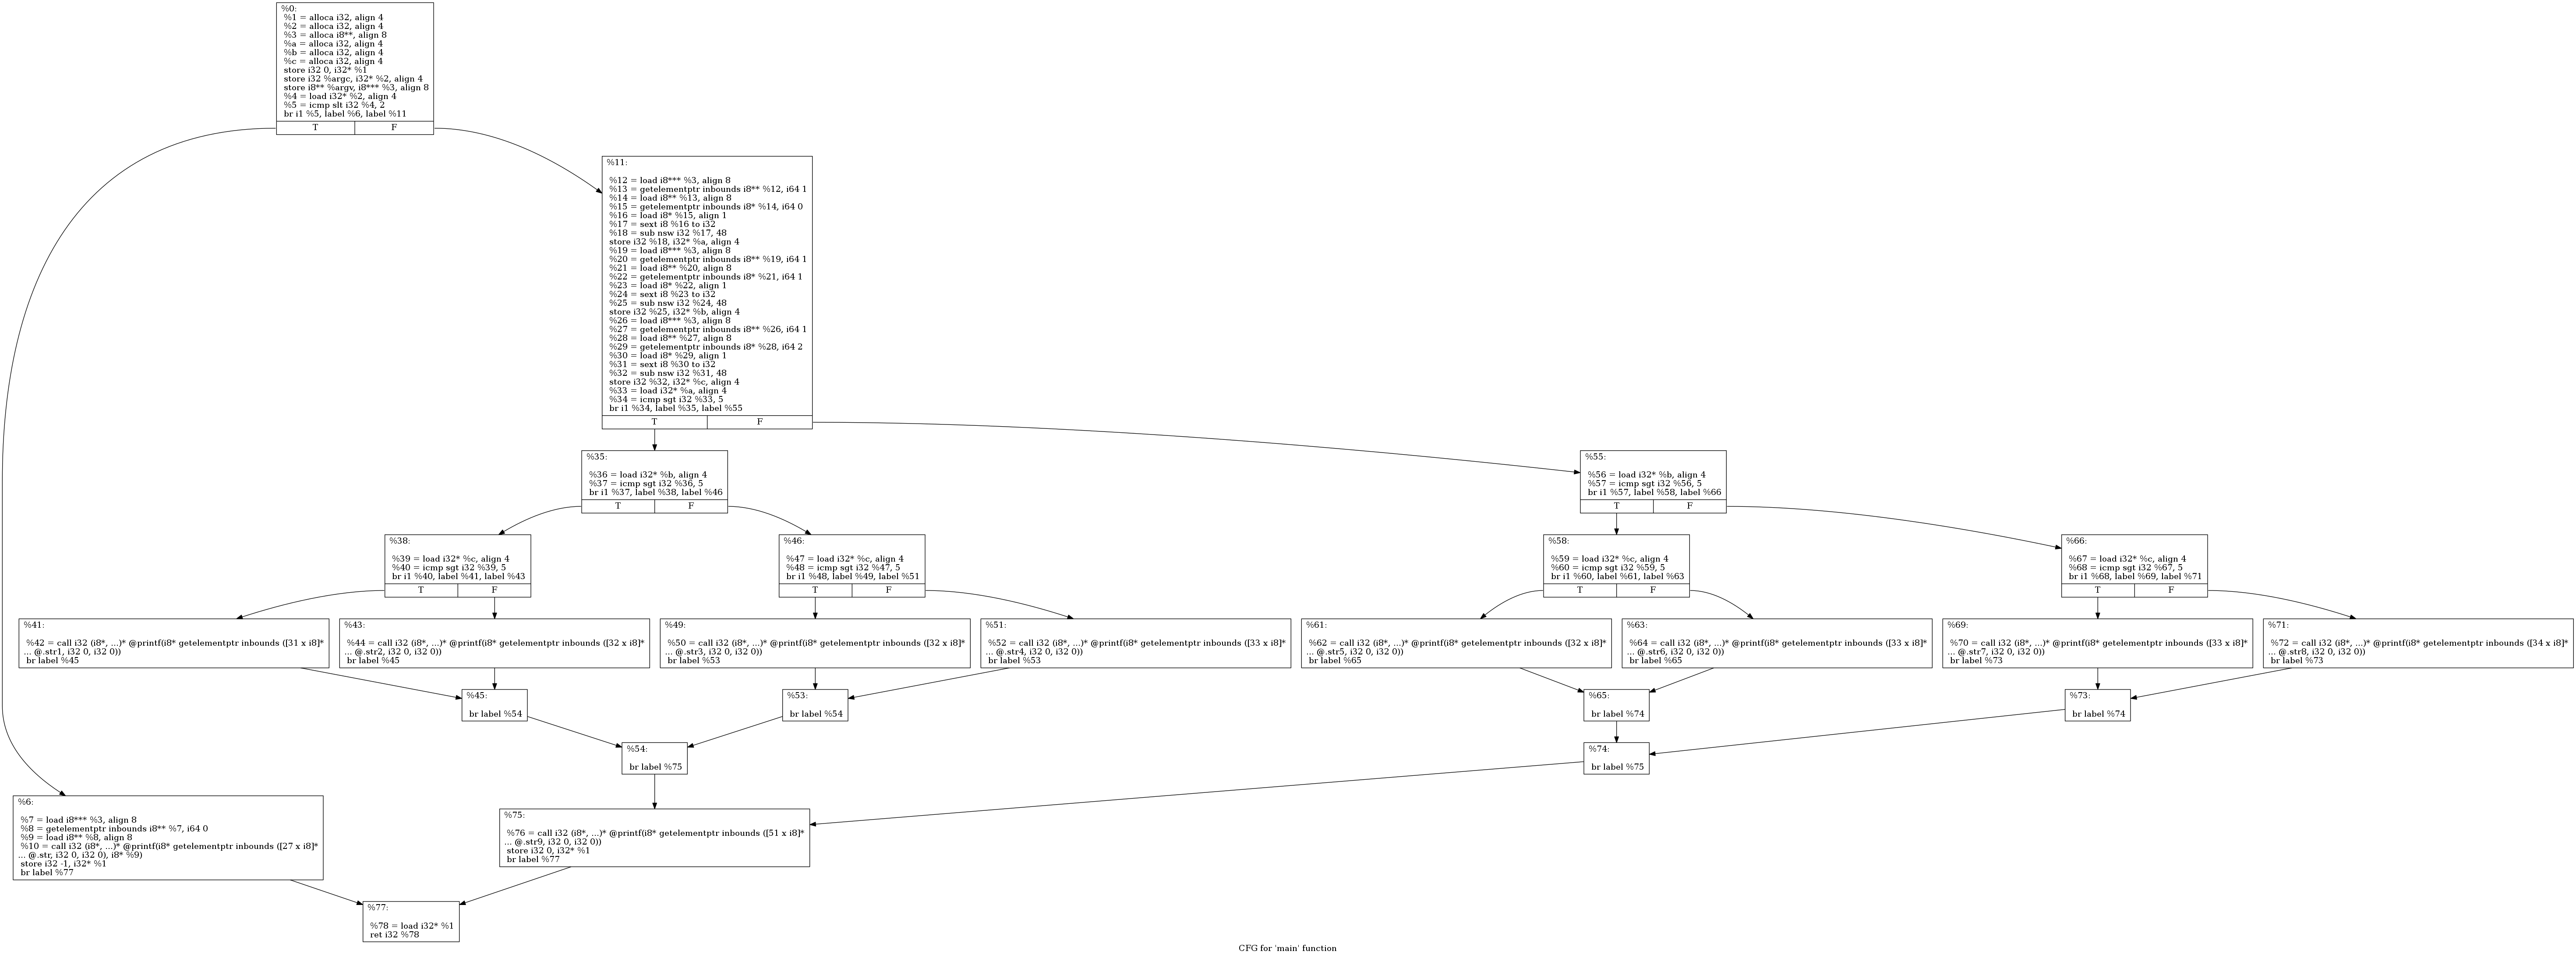 %0:
%1 = alloca i32, align 4
%2 = alloca i32, align 4
%3 = alloca i8**, align 8
%a = alloca i32, align 4
%b = alloca i32, align 4
%c = alloca i32, align 4
store i32 0, i32* %1
store i32 %argc, i32* %2, align 4
store i8** %argv, i8*** %3, align 8
%4 = load i32* %2, align 4
%5 = icmp slt i32 %4, 2
br i1 %5, label %6, label %11
T F
%11:
%12 = load i8*** %3, align 8
%13 = getelementptr inbounds i8** %12, i64 1
%14 = load i8** %13, align 8
%15 = getelementptr inbounds i8* %14, i64 0
%16 = load i8* %15, align 1
%17 = sext i8 %16 to i32
%18 = sub nsw i32 %17, 48
store i32 %18, i32* %a, align 4
%19 = load i8*** %3, align 8
%20 = getelementptr inbounds i8** %19, i64 1
%21 = load i8** %20, align 8
%22 = getelementptr inbounds i8* %21, i64 1
%23 = load i8* %22, align 1
%24 = sext i8 %23 to i32
%25 = sub nsw i32 %24, 48
store i32 %25, i32* %b, align 4
%26 = load i8*** %3, align 8
%27 = getelementptr inbounds i8** %26, i64 1
%28 = load i8** %27, align 8
%29 = getelementptr inbounds i8* %28, i64 2
%30 = load i8* %29, align 1
%31 = sext i8 %30 to i32
%32 = sub nsw i32 %31, 48
store i32 %32, i32* %c, align 4
%33 = load i32* %a, align 4
%34 = icmp sgt i32 %33, 5
br i1 %34, label %35, label %55
T F
%35:
%36 = load i32* %b, align 4
%37 = icmp sgt i32 %36, 5
br i1 %37, label %38, label %46
T F
%55:
%56 = load i32* %b, align 4
%57 = icmp sgt i32 %56, 5
br i1 %57, label %58, label %66
T F
%38:
%39 = load i32* %c, align 4
%40 = icmp sgt i32 %39, 5
br i1 %40, label %41, label %43
T F
%46:
%47 = load i32* %c, align 4
%48 = icmp sgt i32 %47, 5
br i1 %48, label %49, label %51
T F
%58:
%59 = load i32* %c, align 4
%60 = icmp sgt i32 %59, 5
br i1 %60, label %61, label %63
T F
%66:
%67 = load i32* %c, align 4
%68 = icmp sgt i32 %67, 5
br i1 %68, label %69, label %71
T F
%41:
%42 = call i32 (i8*, ...)* @printf(i8* getelementptr inbounds ([31 x i8]*
... @.str1, i32 0, i32 0))
br label %45
%43:
%44 = call i32 (i8*, ...)* @printf(i8* getelementptr inbounds ([32 x i8]*
... @.str2, i32 0, i32 0))
br label %45
%49:
%50 = call i32 (i8*, ...)* @printf(i8* getelementptr inbounds ([32 x i8]*
... @.str3, i32 0, i32 0))
br label %53
%51:
%52 = call i32 (i8*, ...)* @printf(i8* getelementptr inbounds ([33 x i8]*
... @.str4, i32 0, i32 0))
br label %53
%61:
%62 = call i32 (i8*, ...)* @printf(i8* getelementptr inbounds ([32 x i8]*
... @.str5, i32 0, i32 0))
br label %65
%63:
%64 = call i32 (i8*, ...)* @printf(i8* getelementptr inbounds ([33 x i8]*
... @.str6, i32 0, i32 0))
br label %65
%69:
%70 = call i32 (i8*, ...)* @printf(i8* getelementptr inbounds ([33 x i8]*
... @.str7, i32 0, i32 0))
br label %73
%71:
%72 = call i32 (i8*, ...)* @printf(i8* getelementptr inbounds ([34 x i8]*
... @.str8, i32 0, i32 0))
br label %73
%45:
br label %54
%53:
br label %54
%65:
br label %74
%73:
br label %74
%54:
br label %75
%74:
br label %75
%6:
%7 = load i8*** %3, align 8
%8 = getelementptr inbounds i8** %7, i64 0
%9 = load i8** %8, align 8
%10 = call i32 (i8*, ...)* @printf(i8* getelementptr inbounds ([27 x i8]*
... @.str, i32 0, i32 0), i8* %9)
store i32 -1, i32* %1
br label %77
%75:
%76 = call i32 (i8*, ...)* @printf(i8* getelementptr inbounds ([51 x i8]*
... @.str9, i32 0, i32 0))
store i32 0, i32* %1
br label %77
%77:
%78 = load i32* %1
ret i32 %78
CFG for 'main' function